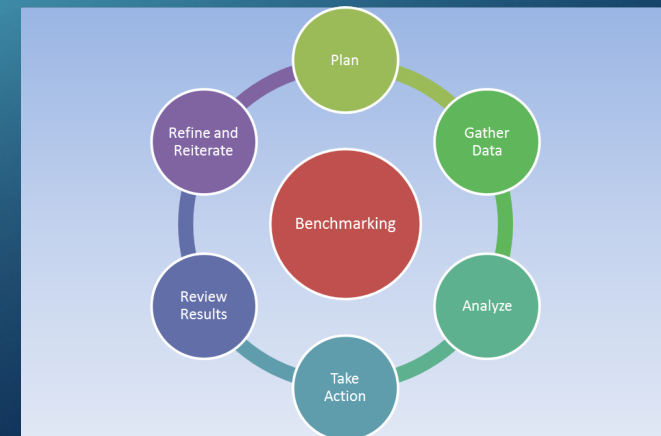 Plan
Gather
Data
Analyze
Take
Action
Review
Results
Refine and
Reiterate
Benchmarking